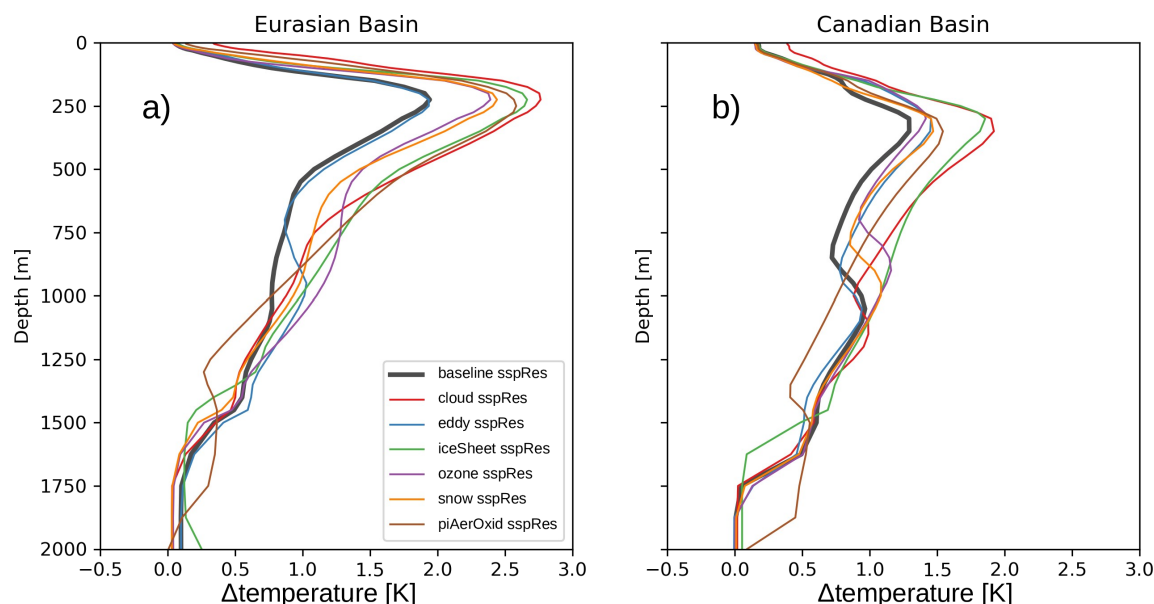 Eurasian Basin
a)
0
250
500
750
1000
1250
1500
1750
2000
Depth [m]
−0.5
0.0
0.5
1.0
1.5
2.0
2.5
3.0
Δtemperature [K]
baseline sspRes
cloud sspRes
eddy sspRes
iceSheet sspRes
ozone sspRes
snow sspRes
piAerOxid sspRes
Canadian Basin
b)
Depth [m]
−0.5
0.0
0.5
1.0
1.5
2.0
2.5
3.0
Δtemperature [K]